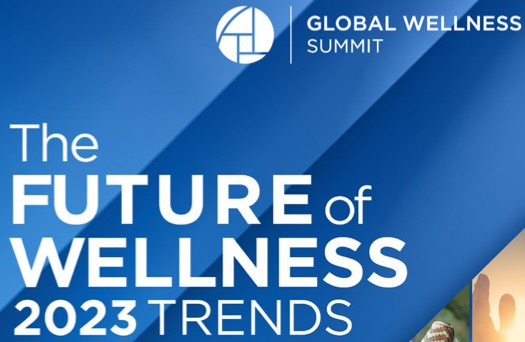 GLOBAL WELLNESS
SUMMIT
The
FUTURE of
WELLNESS
2023 TRENDS